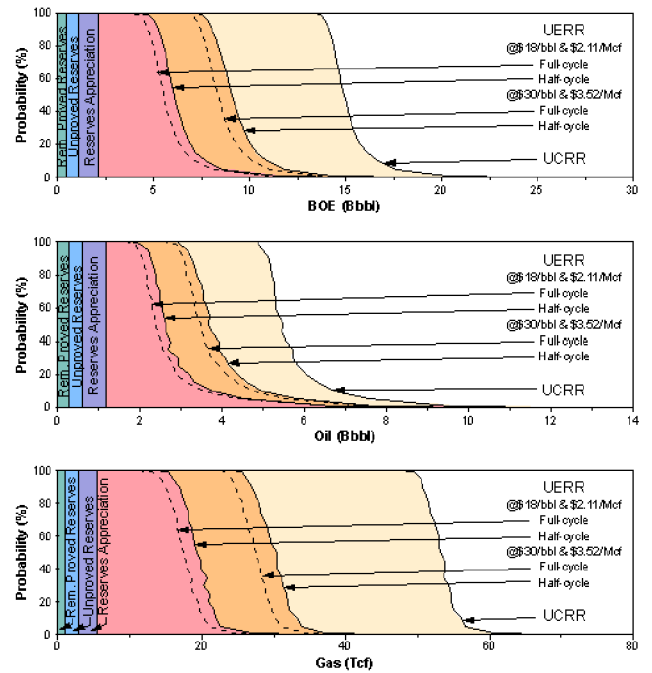 Probability (%)
100
80
60
40
20
0
Rem. Proved Reserves
Unproved Reserves
Reserves Appreciation
UERR
@$18/bbl & $2.11/Mcf
Full-cycle
Half-cycle
@$30/bbl & $3.52/Mcf
Full-cycle
Half-cycle
UCRR
0 5 10 15 20 25 30
BOE (Bbbl)
Probability (%)
100
80
60
40
20
0
Rem. Proved Reserves
Unproved Reserves
Reserves Appreciation
UERR
@$18/bbl & $2.11/Mcf
Full-cycle
Half-cycle
@$30/bbl & $3.52/Mcf
Full-cycle
Half-cycle
UCRR
0 2 4 6 8 10 12 14
Oil (Bbbl)
Probability (%)
100
80
60
40
20
0
Rem. Proved Reserves
Unproved Reserves
Reserves Appreciation
UERR
@$18/bbl & $2.11/Mcf
Full-cycle
Half-cycle
@$30/bbl & $3.52/Mcf
Full-cycle
Half-cycle
UCRR
0 20 40 60 80
Gas (Tcf)